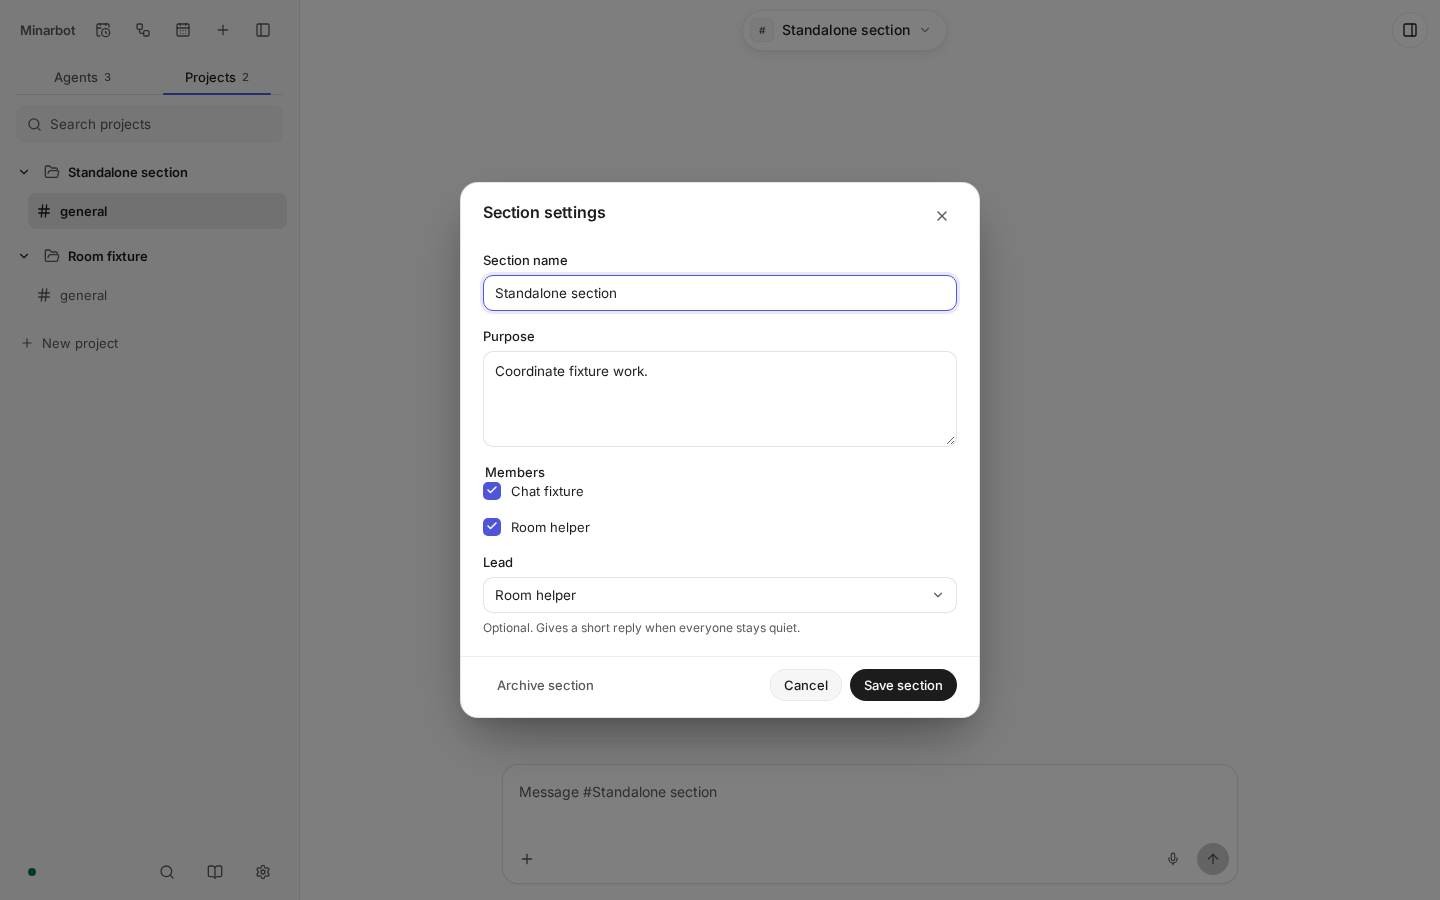 Minarbot
Agents 3
Projects 2
Search projects
Standalone section
# general
Room fixture
# general
+ New project
# Standalone section
Section settings
Section name
Standalone section
Purpose
Coordinate fixture work.
Members
Chat fixture
Room helper
Lead
Room helper
Optional. Gives a short reply when everyone stays quiet.
Archive section
Cancel
Save section
Message #Standalone section